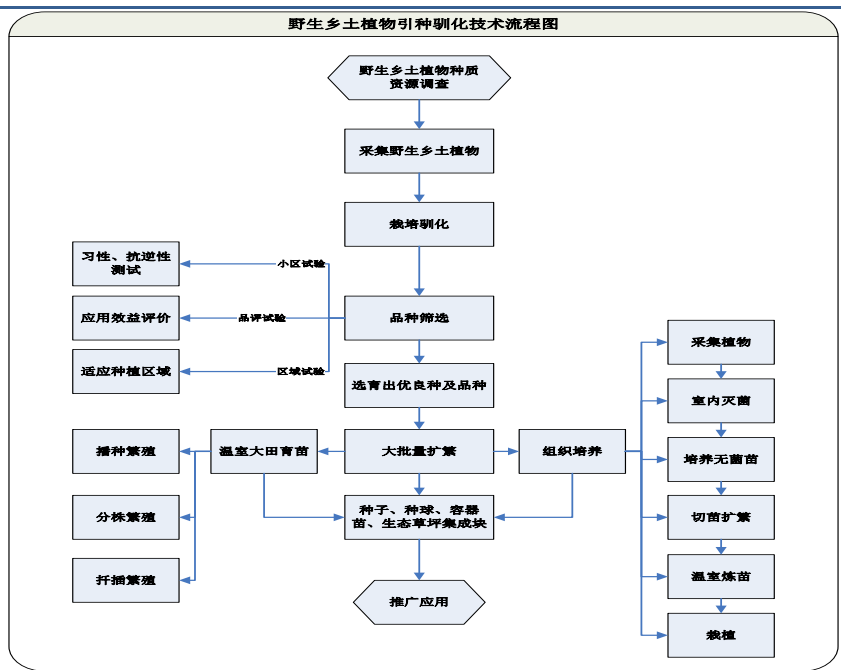 野生乡土植物引种驯化技术流程图
野生乡土植物种质
资源调查
采集野生乡土植物
栽培驯化
习性、抗逆性
测试
小区试验
应用效益评价
品评试验
品种筛选
适应种植区域
区域试验
选育出优良种及品种
播种繁殖
温室大田育苗
大批量扩繁
组织培养
分株繁殖
种子、种球、容器
苗、生态草坪集成块
扦插繁殖
推广应用
采集植物
室内灭菌
培养无菌苗
切苗扩繁
温室炼苗
栽植